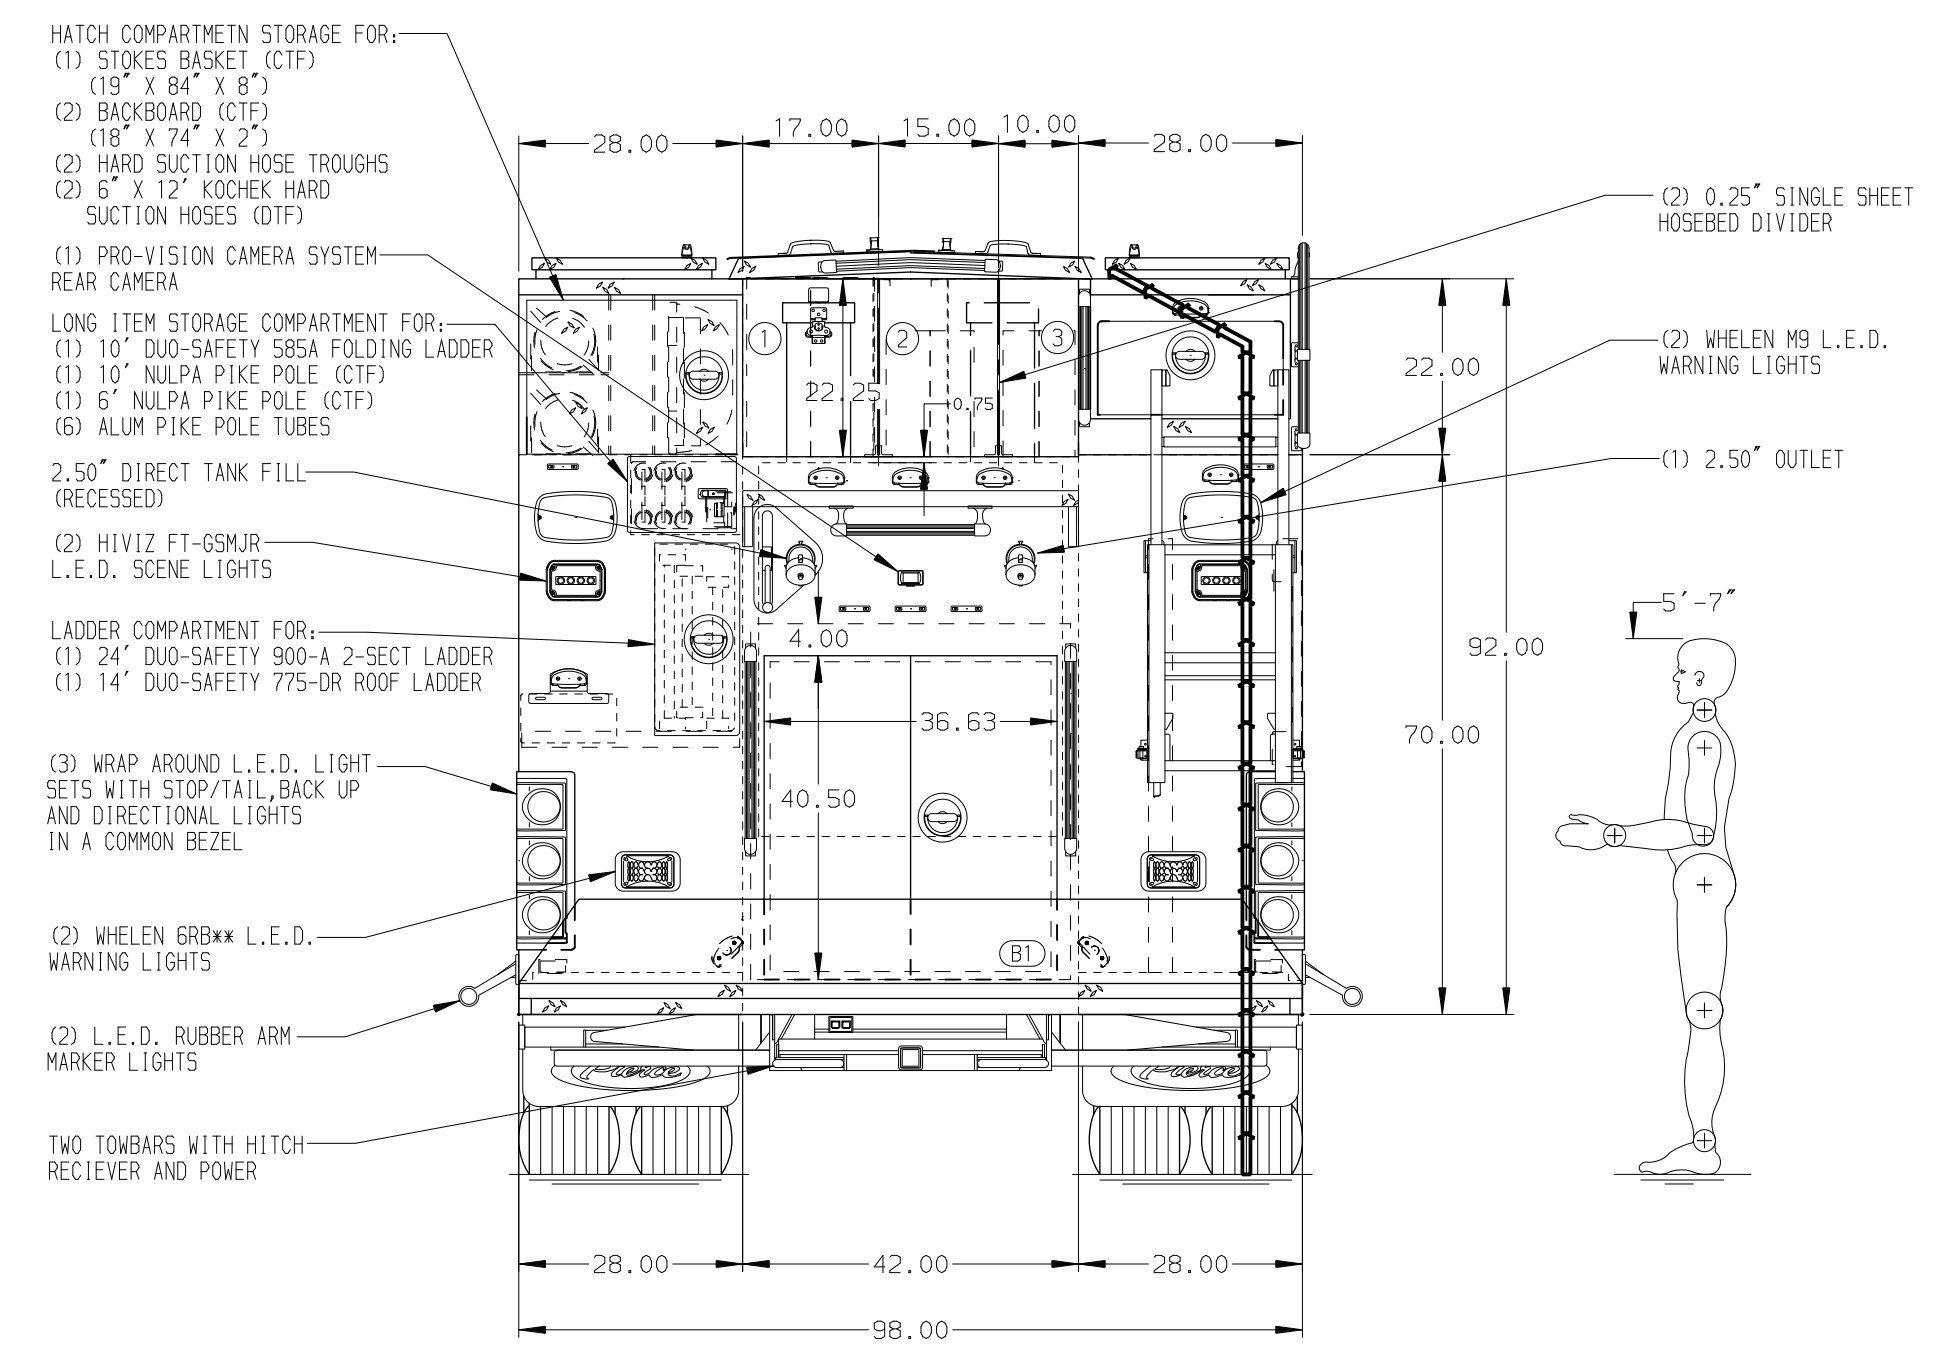 HATCH COMPARTMETN STORAGE FOR:
(1) STOKES BASKET (CTF)
(19" X 84" X 8")
(2) BACKBOARD (CTF)
(18" X 74" X 2")
(2) HARD SUCTION HOSE TROUGHS
(2) 6" X 12' KOCHEK HARD
SUCTION HOSES (DTF)
(1) PRO-VISION CAMERA SYSTEM
REAR CAMERA
LONG ITEM STORAGE COMPARTMENT FOR:
(1) 10' DUO-SAFETY 585A FOLDING LADDER
(1) 10' NULPA PIKE POLE (CTF)
(1) 6' NULPA PIKE POLE (CTF)
(6) ALUM PIKE POLE TUBES
2.50" DIRECT TANK FILL
(RECESSED)
(2) HIVIZ FT-GSMJR
L.E.D. SCENE LIGHTS
LADDER COMPARTMENT FOR:
(1) 24' DUO-SAFETY 900-A 2-SECT LADDER
(1) 14' DUO-SAFETY 775-DR ROOF LADDER
(3) WRAP AROUND L.E.D. LIGHT
SETS WITH STOP/TAIL,BACK UP
AND DIRECTIONAL LIGHTS
IN A COMMON BEZEL
(2) WHELEN 6RB** L.E.D.
WARNING LIGHTS
(2) L.E.D. RUBBER ARM
MARKER LIGHTS
TWO TOWBARS WITH HITCH
RECIEVER AND POWER
28.00
17.00
15.00
10.00
28.00
1
2
3
22.25
0.75
4.00
36.63
40.50
B1
Pierce
Pierce
22.00
92.00
70.00
28.00
42.00
28.00
98.00
(2) 0.25" SINGLE SHEET
HOSEBED DIVIDER
(2) WHELEN M9 L.E.D.
WARNING LIGHTS
(1) 2.50" OUTLET
5'-7"